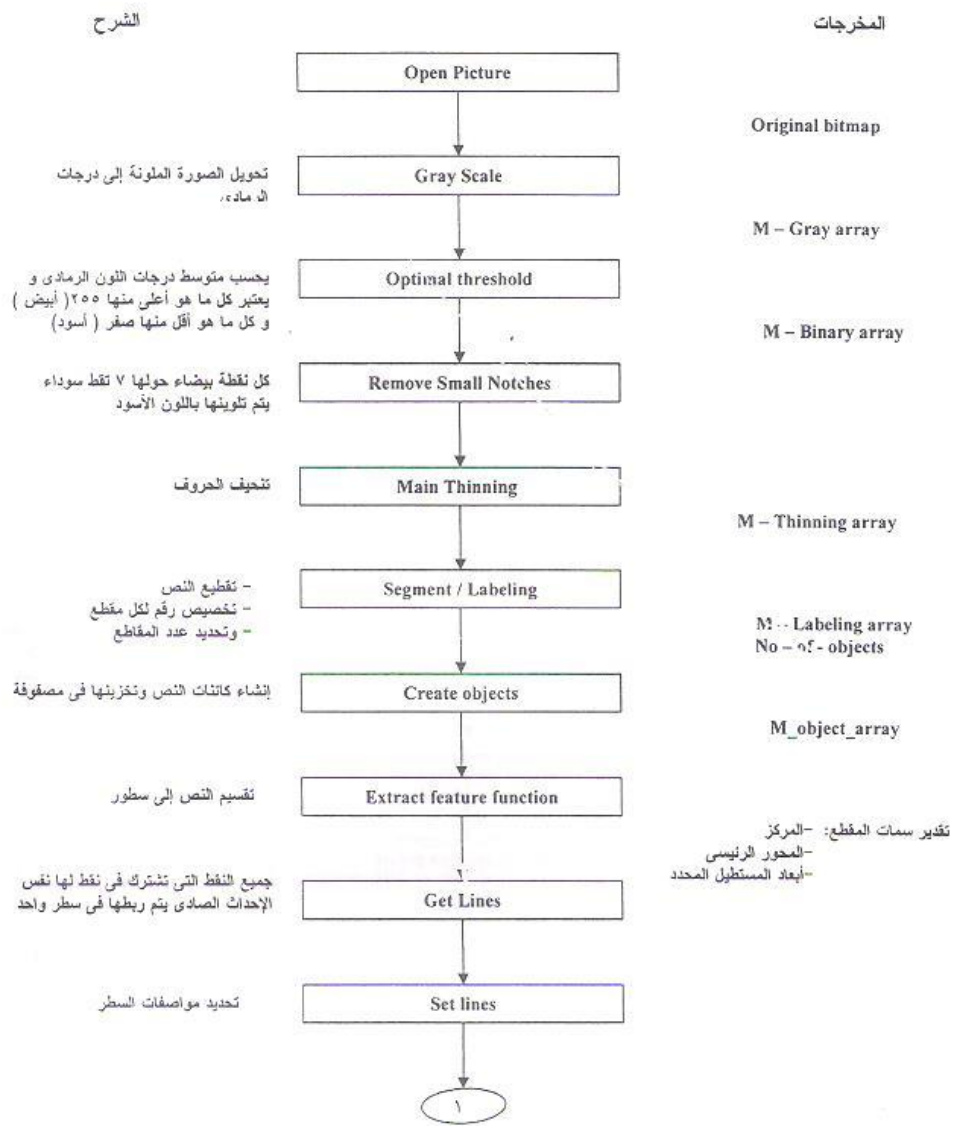 الشرح
المخرجات
Open Picture
Original bitmap
تحويل الصورة الملونة إلى درجات
الرمادى
Gray Scale
M – Gray array
يحسب متوسط درجات اللون الرمادى و
يعتبر كل ما هو أعلى منها ٢٥٥( أبيض )
و كل ما هو أقل منها صفر ( أسود)
Optimal threshold
M – Binary array
كل نقطة بيضاء حولها ٧ نقط سوداء
يتم تلوينها باللون الأسود
Remove Small Notches
تنحيف الحروف
Main Thinning
M – Thinning array
- تقطيع النص
- تخصيص رقم لكل مقطع
- وتحديد عدد المقاطع
Segment / Labeling
M – Labeling array
No – of - objects
إنشاء كائنات النص وتخزينها فى مصفوفة
Create objects
M_object_array
تقسيم النص إلى سطور
Extract feature function
تقدير سمات المقطع: -المركز
-المحور الرئيسى
-أبعاد المستطيل المحدد
جميع النقط التى تشترك فى نقط لها نفس
الإحداث الصادى يتم ربطها فى سطر واحد
Get Lines
تحديد مواصفات السطر
Set lines
١